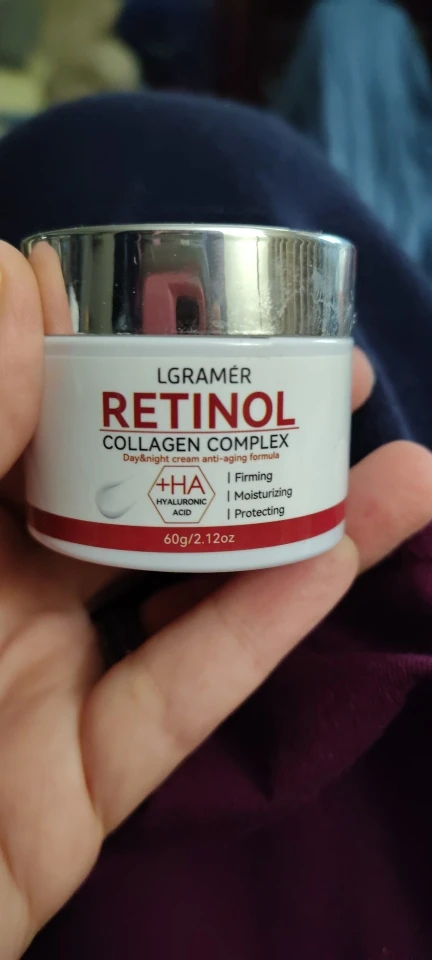 LGRAMÉR
RETINOL
COLLAGEN COMPLEX
Day&night cream anti-aging formula
+HA
HYALURONIC
ACID
| Firming
| Moisturizing
| Protecting
60g/2.12oz